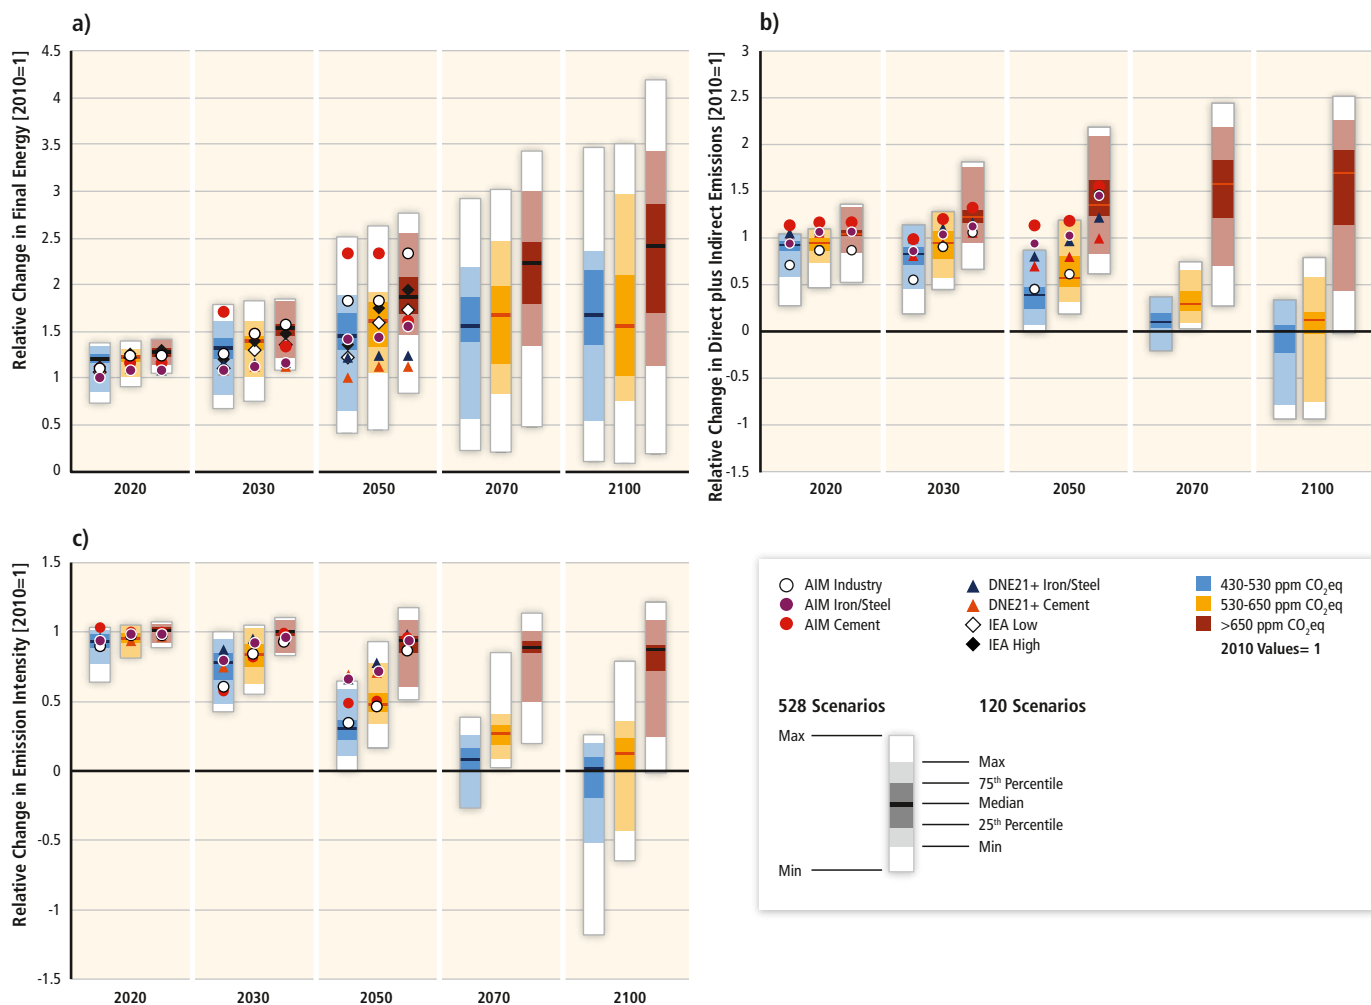 a)
Relative Change in Final Energy [2010=1]
4.5
4
3.5
3
2.5
2
1.5
1
0.5
0
2020
2030
2050
2070
2100
b)
Relative Change in Direct plus Indirect Emissions [2010=1]
3
2.5
2
1.5
1
0.5
0
-0.5
-1
-1.5
2020
2030
2050
2070
2100
c)
Relative Change in Emission Intensity [2010=1]
1.5
1
0.5
0
-0.5
-1
-1.5
2020
2030
2050
2070
2100
AIM Industry
AIM Iron/Steel
AIM Cement
DNE21+ Iron/Steel
DNE21+ Cement
IEA Low
IEA High
430-530 ppm CO₂eq
530-650 ppm CO₂eq
>650 ppm CO₂eq
2010 Values= 1
528 Scenarios
120 Scenarios
Max
Min
Max
75th Percentile
Median
25th Percentile
Min